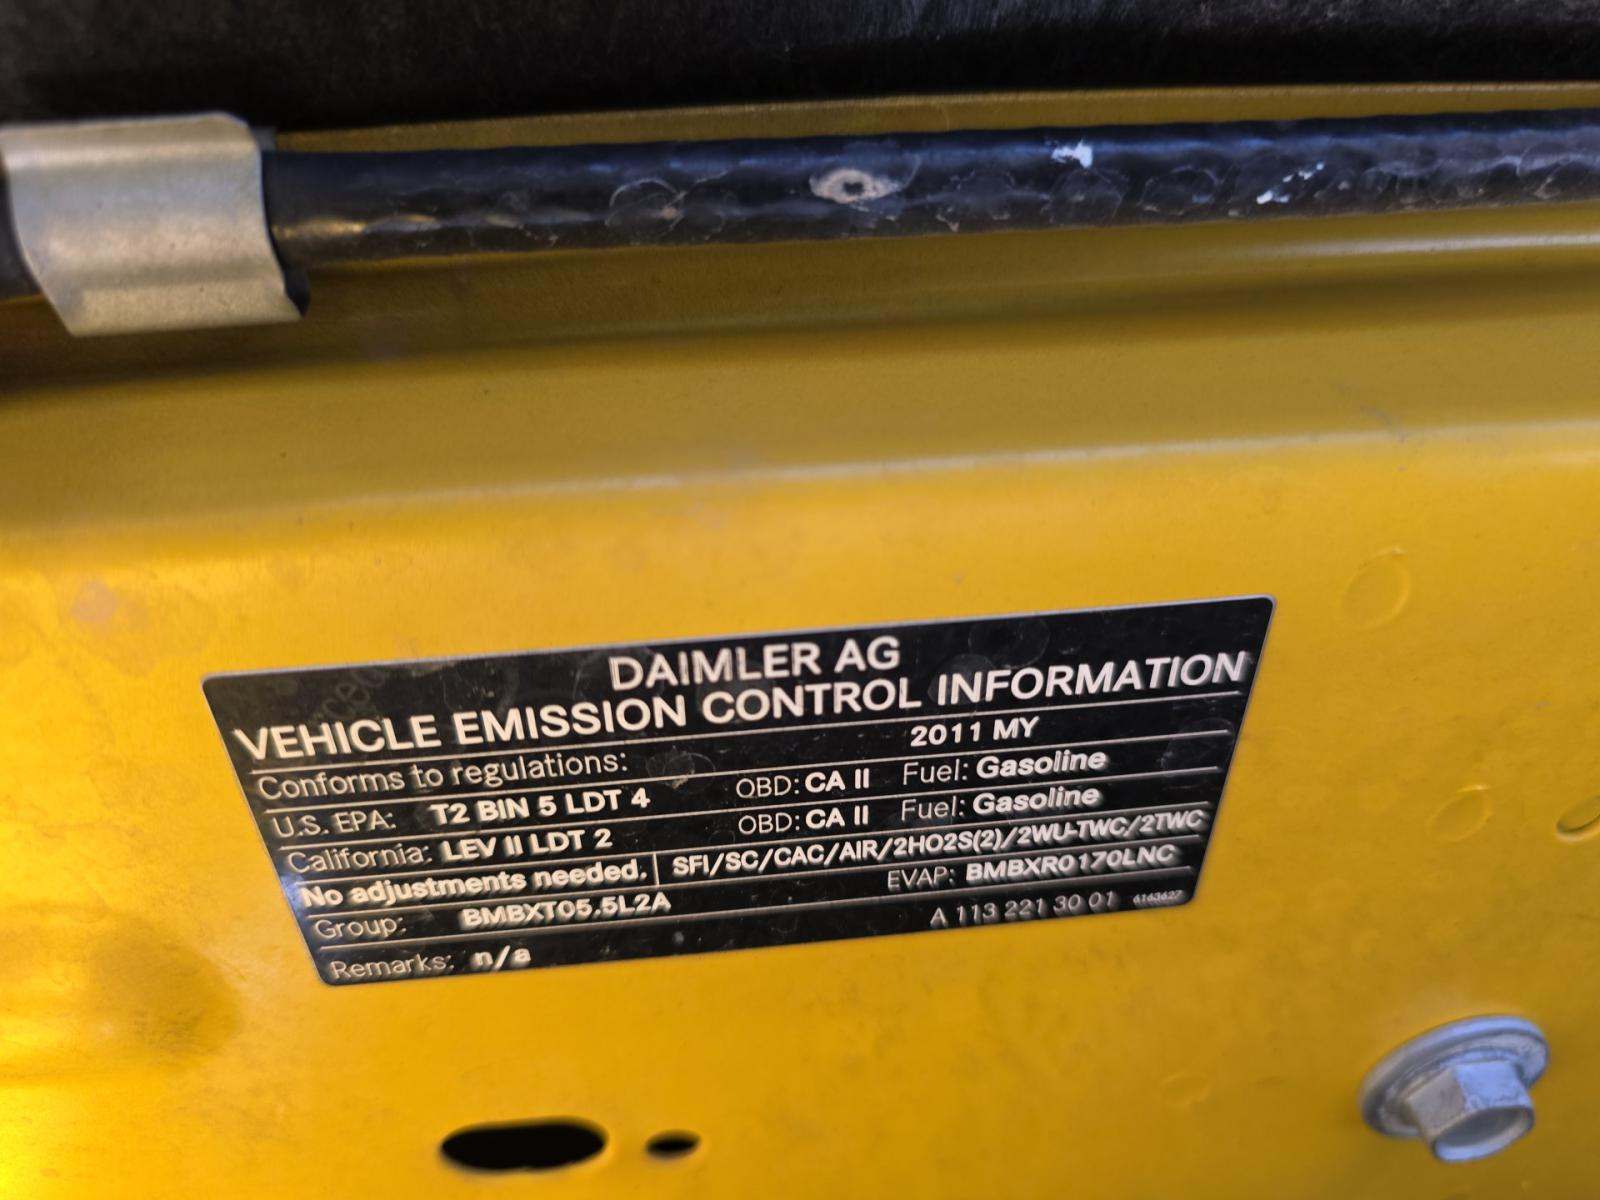 DAIMLER AG
VEHICLE EMISSION CONTROL INFORMATION
Conforms to regulations: 2011 MY
U.S. EPA: T2 BIN 5 LDT 4 OBD: CA II Fuel: Gasoline
California: LEV II LDT 2 OBD: CA II Fuel: Gasoline
No adjustments needed. SFI/SC/CAC/AIR/2HO2S(2)/2WU-TWC/2TWC
Group: BMBXT05.5L2A EVAP: BMBXR0170LNC
Remarks: n/a A 113 221 30 01 6163627